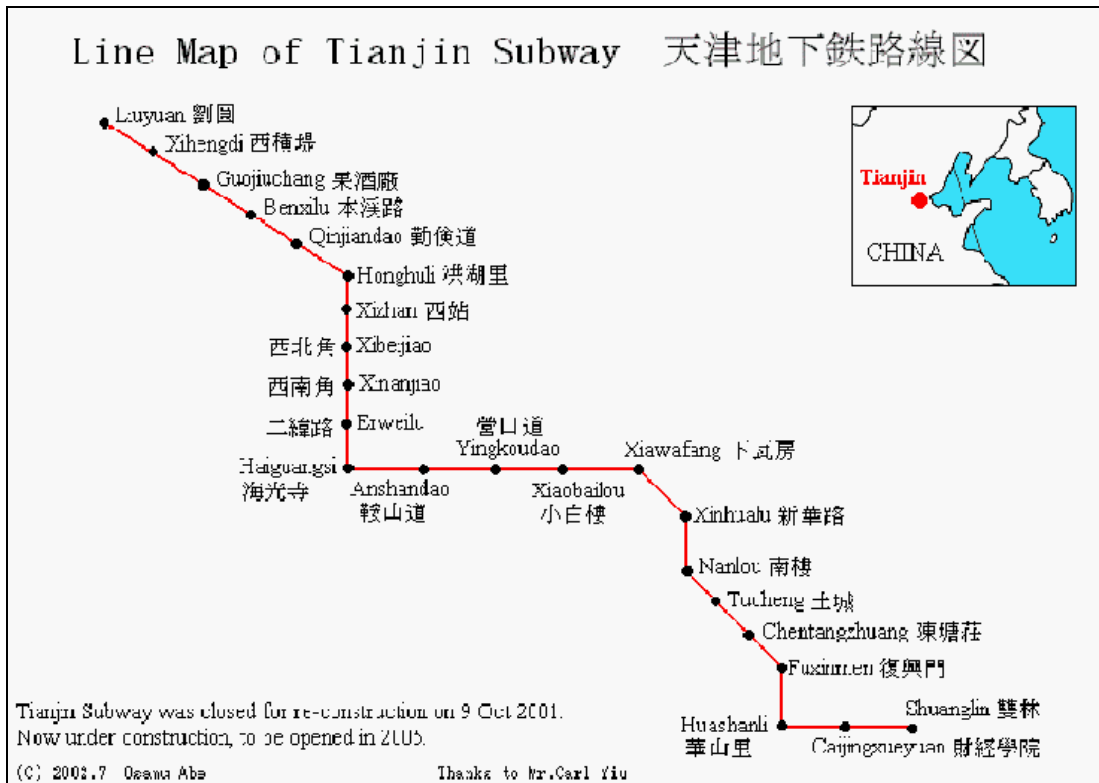 Line Map of Tianjin Subway 天津地下鉄路線図
Liuyuan 劉園
Xihengdi 西横堤
Guojiuchang 果酒廠
Benxilu 本渓路
Qinjiandao 勤倹道
Honghuli 洪湖里
Xizhan 西站
西北角 Xibeijiao
西南角 Xinanjiao
二緯路 Erweilu
Haiguangsi
海光寺
Anshandao
鞍山道
營口道
Yingkoudao
Xiaobailou
小白樓
Xiawafang 下瓦房
Xinhualu 新華路
Nanlou 南樓
Tucheng 土城
Chentangzhuang 陳塘荘
Fuxinmen 復興門
Huashanli
華山里
Caijingxueyuan 財經學院
Shuanglin 雙林
Tianjin
CHINA
Tianjin Subway was closed for re-construction on 9 Oct 2001.
Now under construction, to be opened in 2005.
(C) 2002.7 Osamu Abe
Thanks to Mr.Carl Yiu